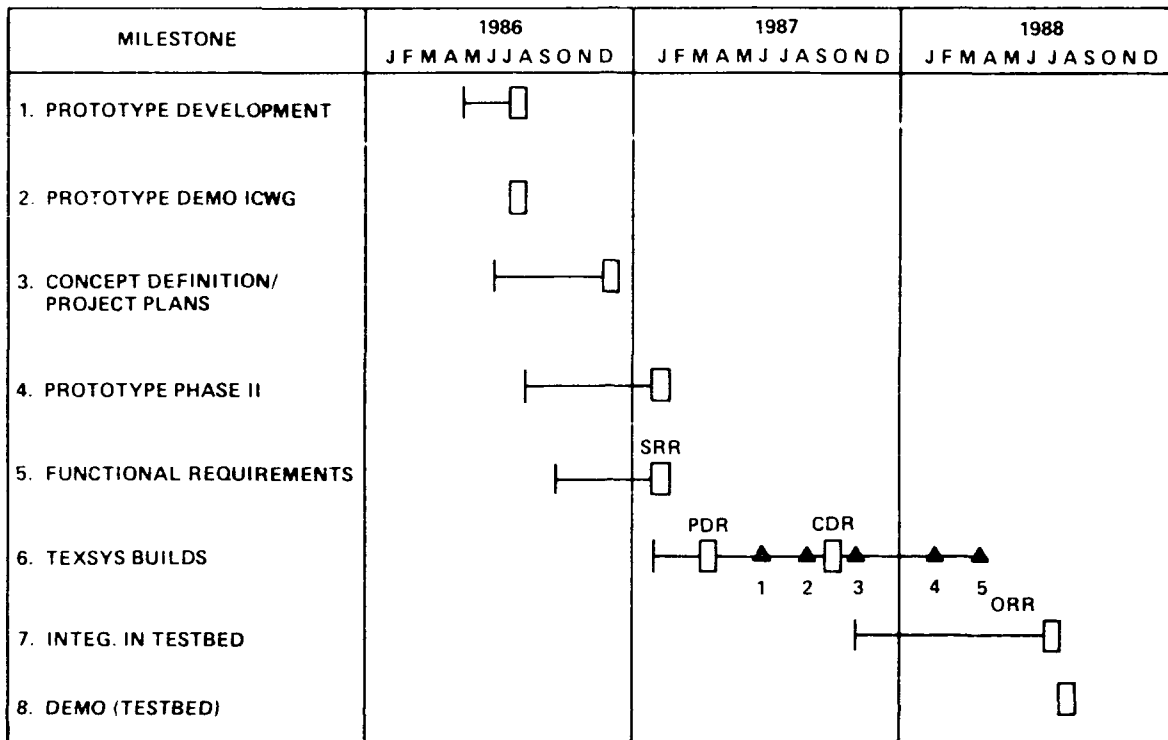 MILESTONE
1986
J F M A M J J A S O N D
1987
J F M A M J J A S O N D
1988
J F M A M J J A S O N D
1. PROTOTYPE DEVELOPMENT
2. PROTOTYPE DEMO ICWG
3. CONCEPT DEFINITION/
PROJECT PLANS
4. PROTOTYPE PHASE II
SRR
5. FUNCTIONAL REQUIREMENTS
PDR CDR
6. TEXSYS BUILDS
1 2 3 4 5
ORR
7. INTEG. IN TESTBED
8. DEMO (TESTBED)